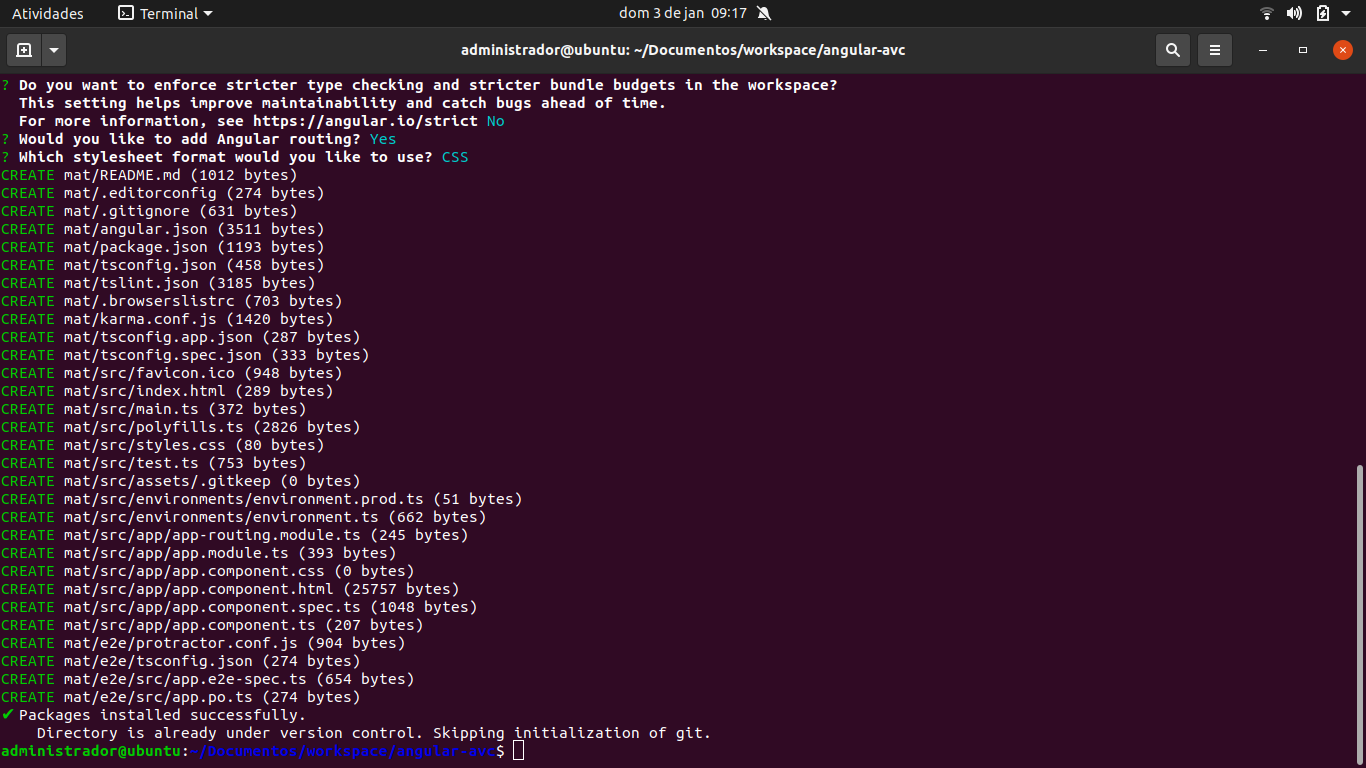 Atividades
Terminal
dom 3 de jan 09:17
administrador@ubuntu: ~/Documentos/workspace/angular-avc
? Do you want to enforce stricter type checking and stricter bundle budgets in the workspace?
This setting helps improve maintainability and catch bugs ahead of time.
For more information, see https://angular.io/strict No
? Would you like to add Angular routing? Yes
? Which stylesheet format would you like to use? CSS
CREATE mat/README.md (1012 bytes)
CREATE mat/.editorconfig (274 bytes)
CREATE mat/.gitignore (631 bytes)
CREATE mat/angular.json (3511 bytes)
CREATE mat/package.json (1193 bytes)
CREATE mat/tsconfig.json (458 bytes)
CREATE mat/tslint.json (3185 bytes)
CREATE mat/.browserslistrc (703 bytes)
CREATE mat/karma.conf.js (1420 bytes)
CREATE mat/tsconfig.app.json (287 bytes)
CREATE mat/tsconfig.spec.json (333 bytes)
CREATE mat/src/favicon.ico (948 bytes)
CREATE mat/src/index.html (289 bytes)
CREATE mat/src/main.ts (372 bytes)
CREATE mat/src/polyfills.ts (2826 bytes)
CREATE mat/src/styles.css (80 bytes)
CREATE mat/src/test.ts (753 bytes)
CREATE mat/src/assets/.gitkeep (0 bytes)
CREATE mat/src/environments/environment.prod.ts (51 bytes)
CREATE mat/src/environments/environment.ts (662 bytes)
CREATE mat/src/app/app-routing.module.ts (245 bytes)
CREATE mat/src/app/app.module.ts (393 bytes)
CREATE mat/src/app/app.component.css (0 bytes)
CREATE mat/src/app/app.component.html (25757 bytes)
CREATE mat/src/app/app.component.spec.ts (1048 bytes)
CREATE mat/src/app/app.component.ts (207 bytes)
CREATE mat/e2e/protractor.conf.js (904 bytes)
CREATE mat/e2e/tsconfig.json (274 bytes)
CREATE mat/e2e/src/app.e2e-spec.ts (654 bytes)
CREATE mat/e2e/src/app.po.ts (274 bytes)
✔ Packages installed successfully.
Directory is already under version control. Skipping initialization of git.
administrador@ubuntu:~/Documentos/workspace/angular-avc$